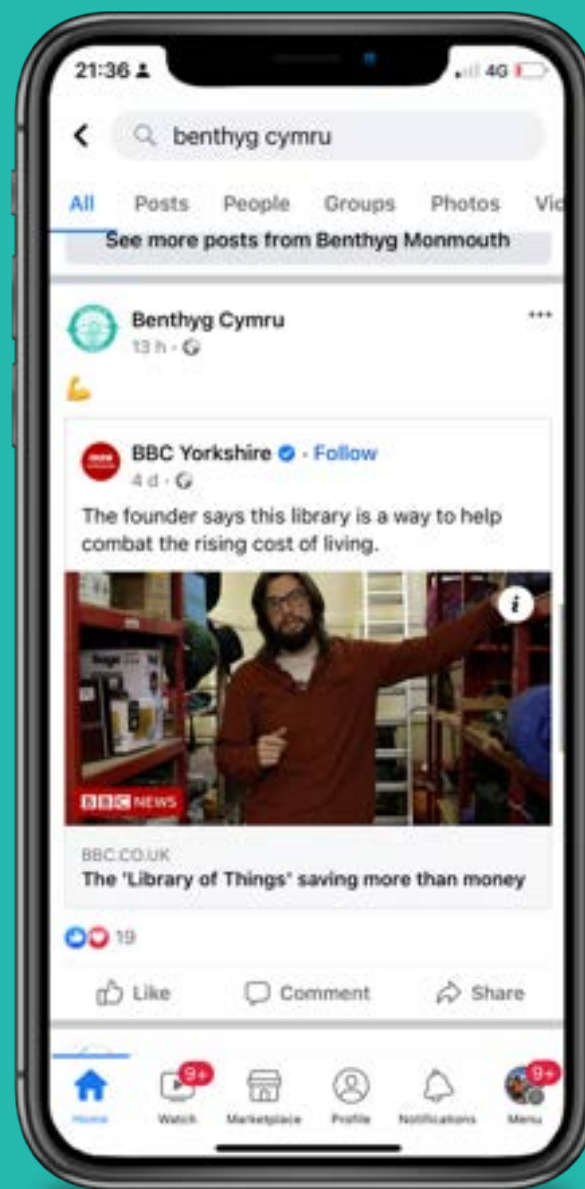 21:36
4G
benthyg cymru
All Posts People Groups Photos Vid
See more posts from Benthyg Monmouth
Benthyg Cymru
13 h ·
BBC Yorkshire · Follow
4 d ·
The founder says this library is a way to help
combat the rising cost of living.
BBC NEWS
BBC.CO.UK
The 'Library of Things' saving more than money
19
Like Comment Share
9+ 9+
Home Watch Marketplace Profile Notifications Menu